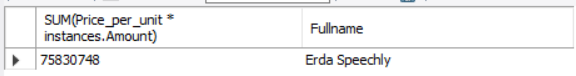 SUM(Price_per_unit *
instances.Amount)
Fullname
75830748
Erda Speechly